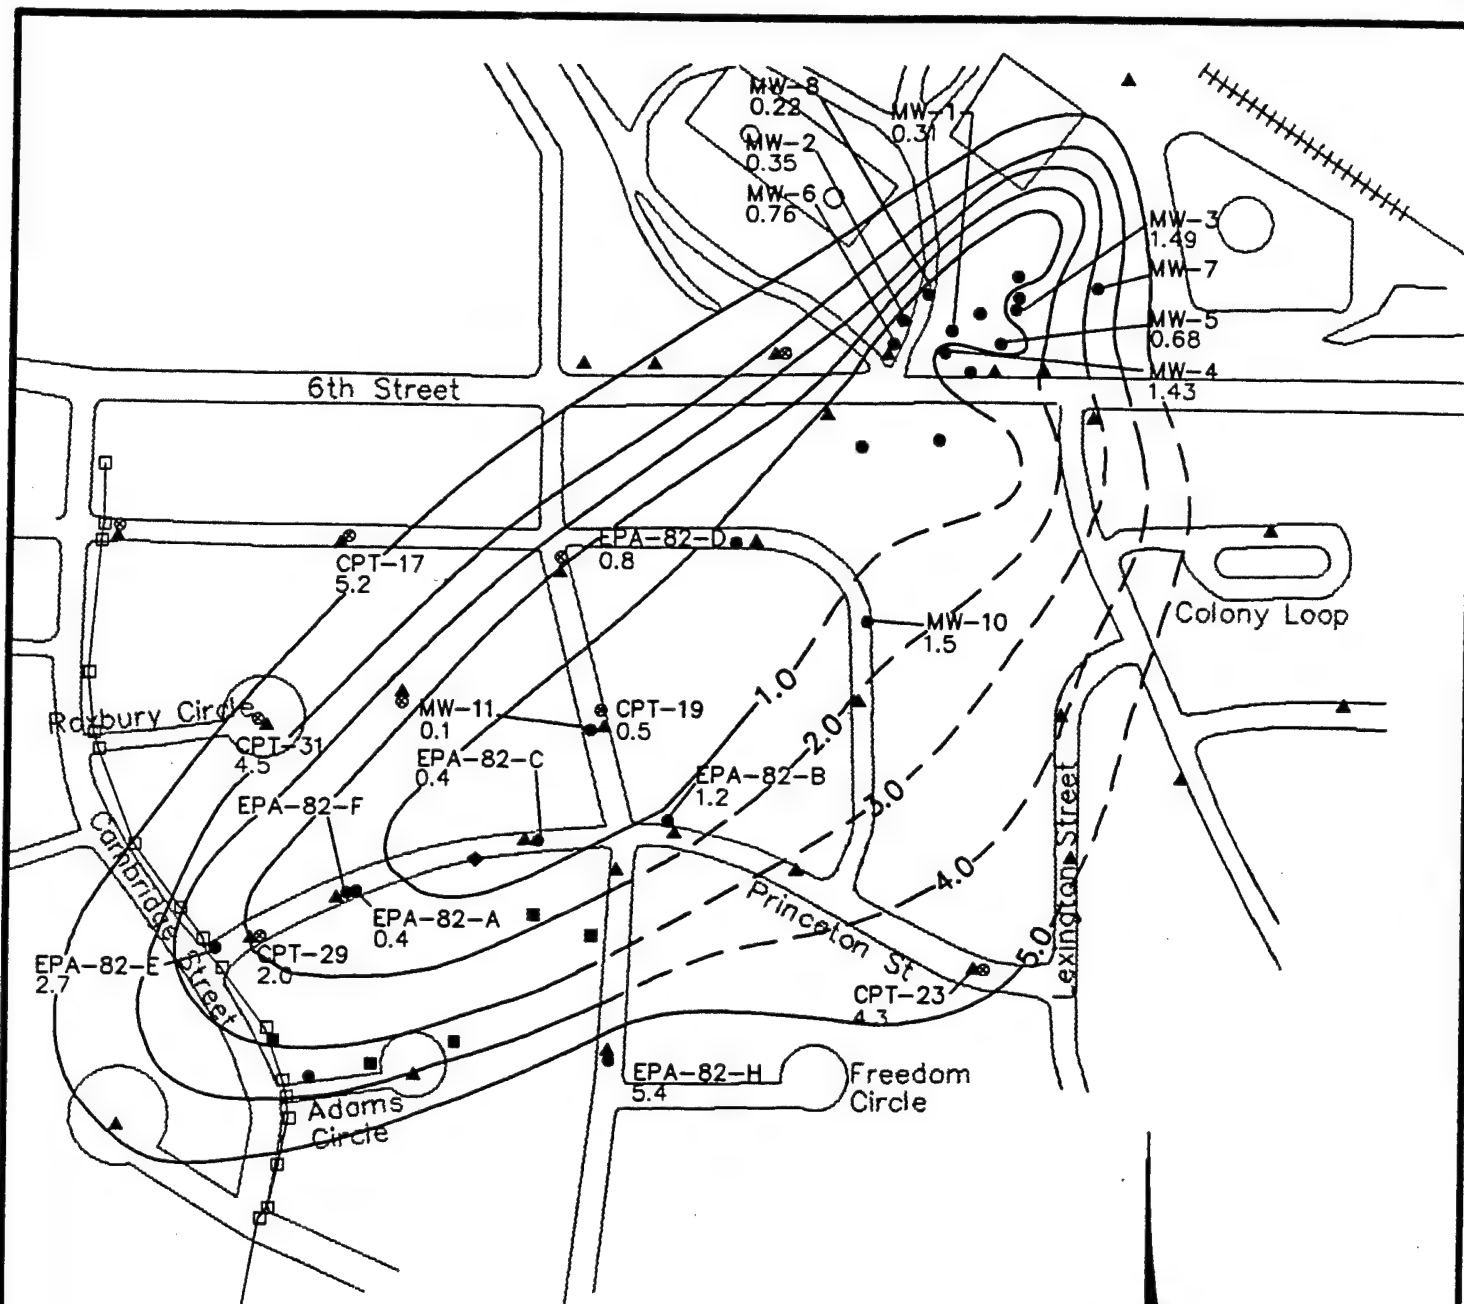 MW-8
0.22
MW-1
0.31
MW-2
0.35
MW-6
0.76
MW-3
1.49
MW-7
MW-5
0.68
MW-4
1.43
6th Street
EPA-82-D
0.8
CPT-17
5.2
Colony Loop
MW-10
1.5
1.0
Roxbury Circle
MW-11
0.1
CPT-19
0.5
2.0
CPT-31
4.5
EPA-82-C
0.4
EPA-82-B
1.2
3.0
EPA-82-F
Cambridge Street
4.0
Lexington Street
EPA-82-A
0.4
Princeton St
5.0
CPT-29
2.0
EPA-82-E
2.7
CPT-23
4.3
EPA-82-H
5.4
Freedom
Circle
Adams
Circle